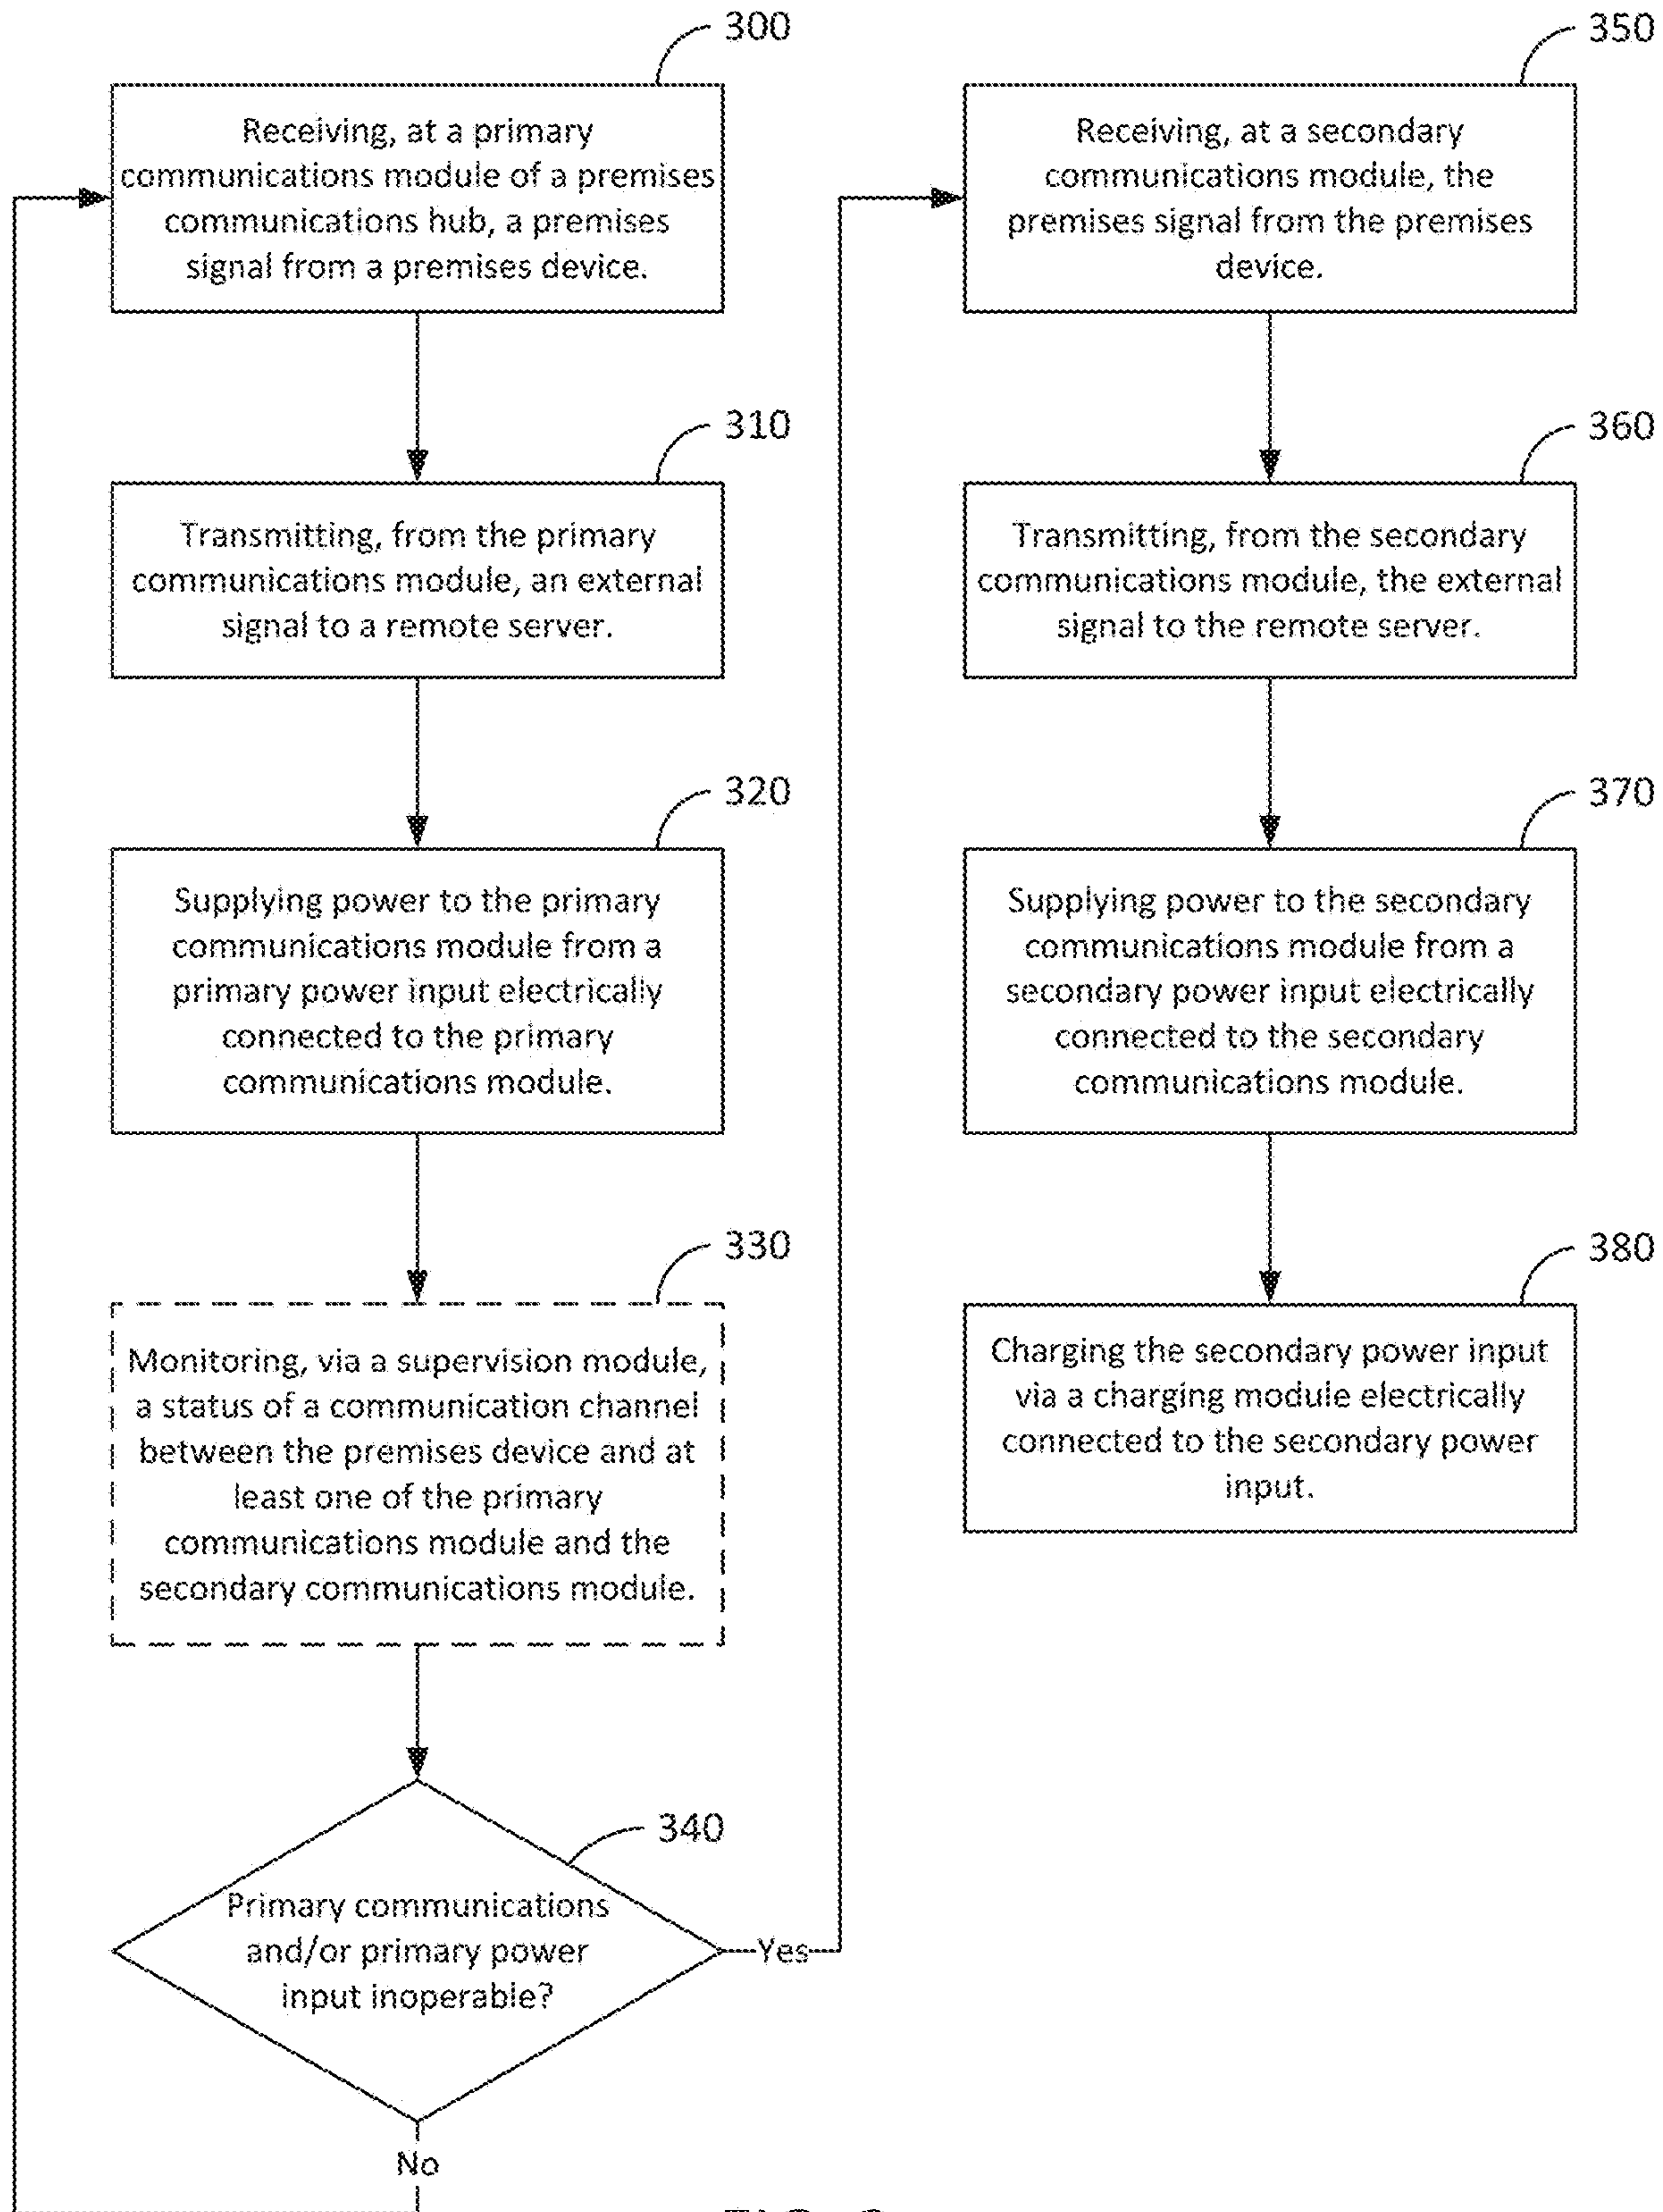 300
Receiving, at a primary
communications module of a premises
communications hub, a premises
signal from a premises device.
310
Transmitting, from the primary
communications module, an external
signal to a remote server.
320
Supplying power to the primary
communications module from a
primary power input electrically
connected to the primary
communications module.
330
Monitoring, via a supervision module,
a status of a communication channel
between the premises device and at
least one of the primary
communications module and the
secondary communications module.
340
Primary communications
and/or primary power
input inoperable?
Yes
No
350
Receiving, at a secondary
communications module, the
premises signal from the premises
device.
360
Transmitting, from the secondary
communications module, the external
signal to the remote server.
370
Supplying power to the secondary
communications module from a
secondary power input electrically
connected to the secondary
communications module.
380
Charging the secondary power input
via a charging module electrically
connected to the secondary power
input.